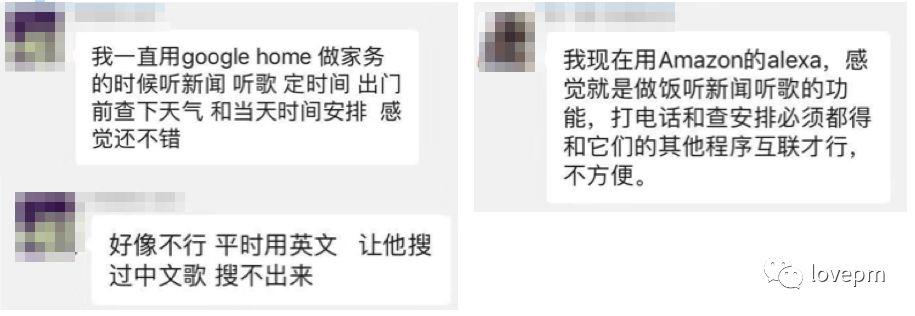 我一直用google home 做家务
的时候听新闻 听歌 定时间 出门
前查下天气 和当天时间安排 感
觉还不错
好像不行 平时用英文 让他搜
过中文歌 搜不出来
我现在用Amazon的alexa，感
觉就是做饭听新闻听歌的功
能，打电话和查安排必须都得
和它们的其他程序互联才行，
不方便。
lovepm